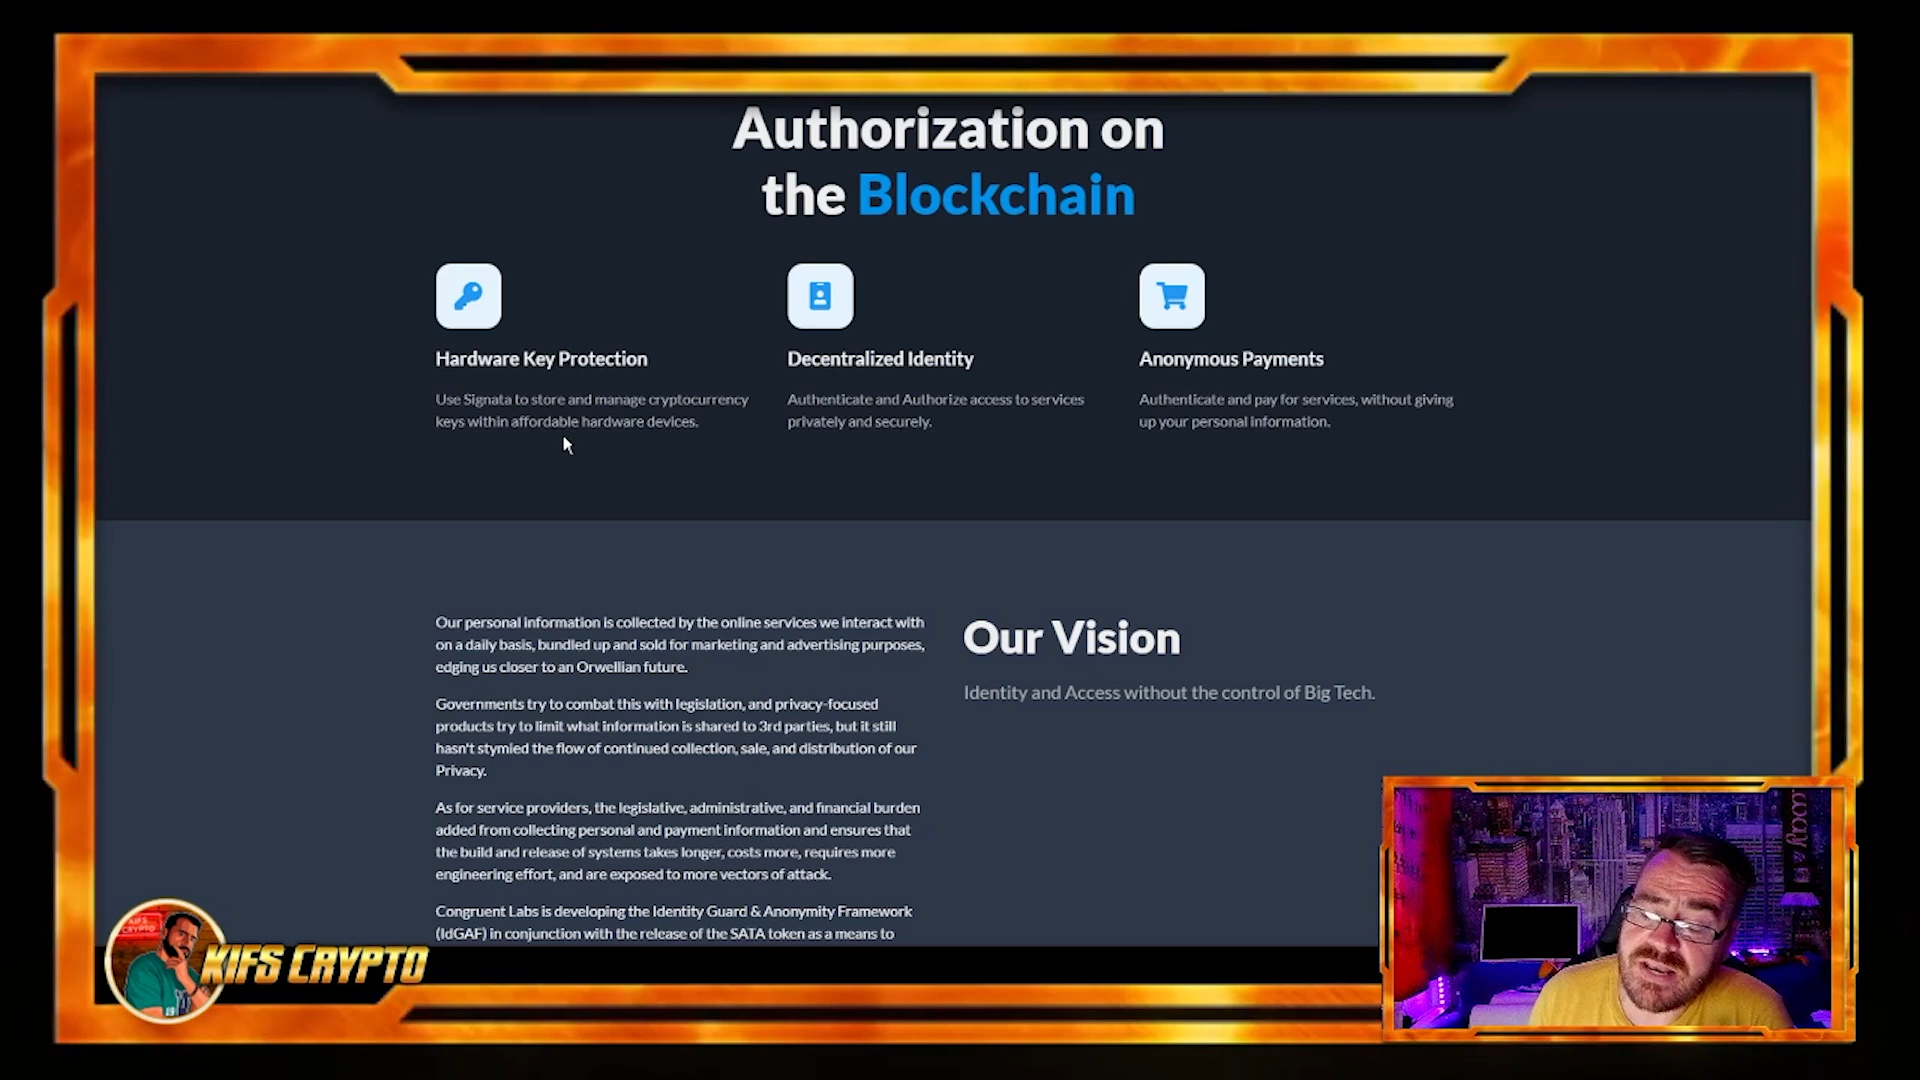 Authorization on
the Blockchain
Hardware Key Protection
Use Signata to store and manage cryptocurrency
keys within affordable hardware devices.
Decentralized Identity
Authenticate and Authorize access to services
privately and securely.
Anonymous Payments
Authenticate and pay for services, without giving
up your personal information.
Our personal information is collected by the online services we interact with
on a daily basis, bundled up and sold for marketing and advertising purposes,
edging us closer to an Orwellian future.
Governments try to combat this with legislation, and privacy-focused
products try to limit what information is shared to 3rd parties, but it still
hasn't stymied the flow of continued collection, sale, and distribution of our
Privacy.
As for service providers, the legislative, administrative, and financial burden
added from collecting personal and payment information and ensures that
the build and release of systems takes longer, costs more, requires more
engineering effort, and are exposed to more vectors of attack.
Congruent Labs is developing the Identity Guard & Anonymity Framework
(IdGAF) in conjunction with the release of the SATA token as a means to
Our Vision
Identity and Access without the control of Big Tech.
KIFS CRYPTO